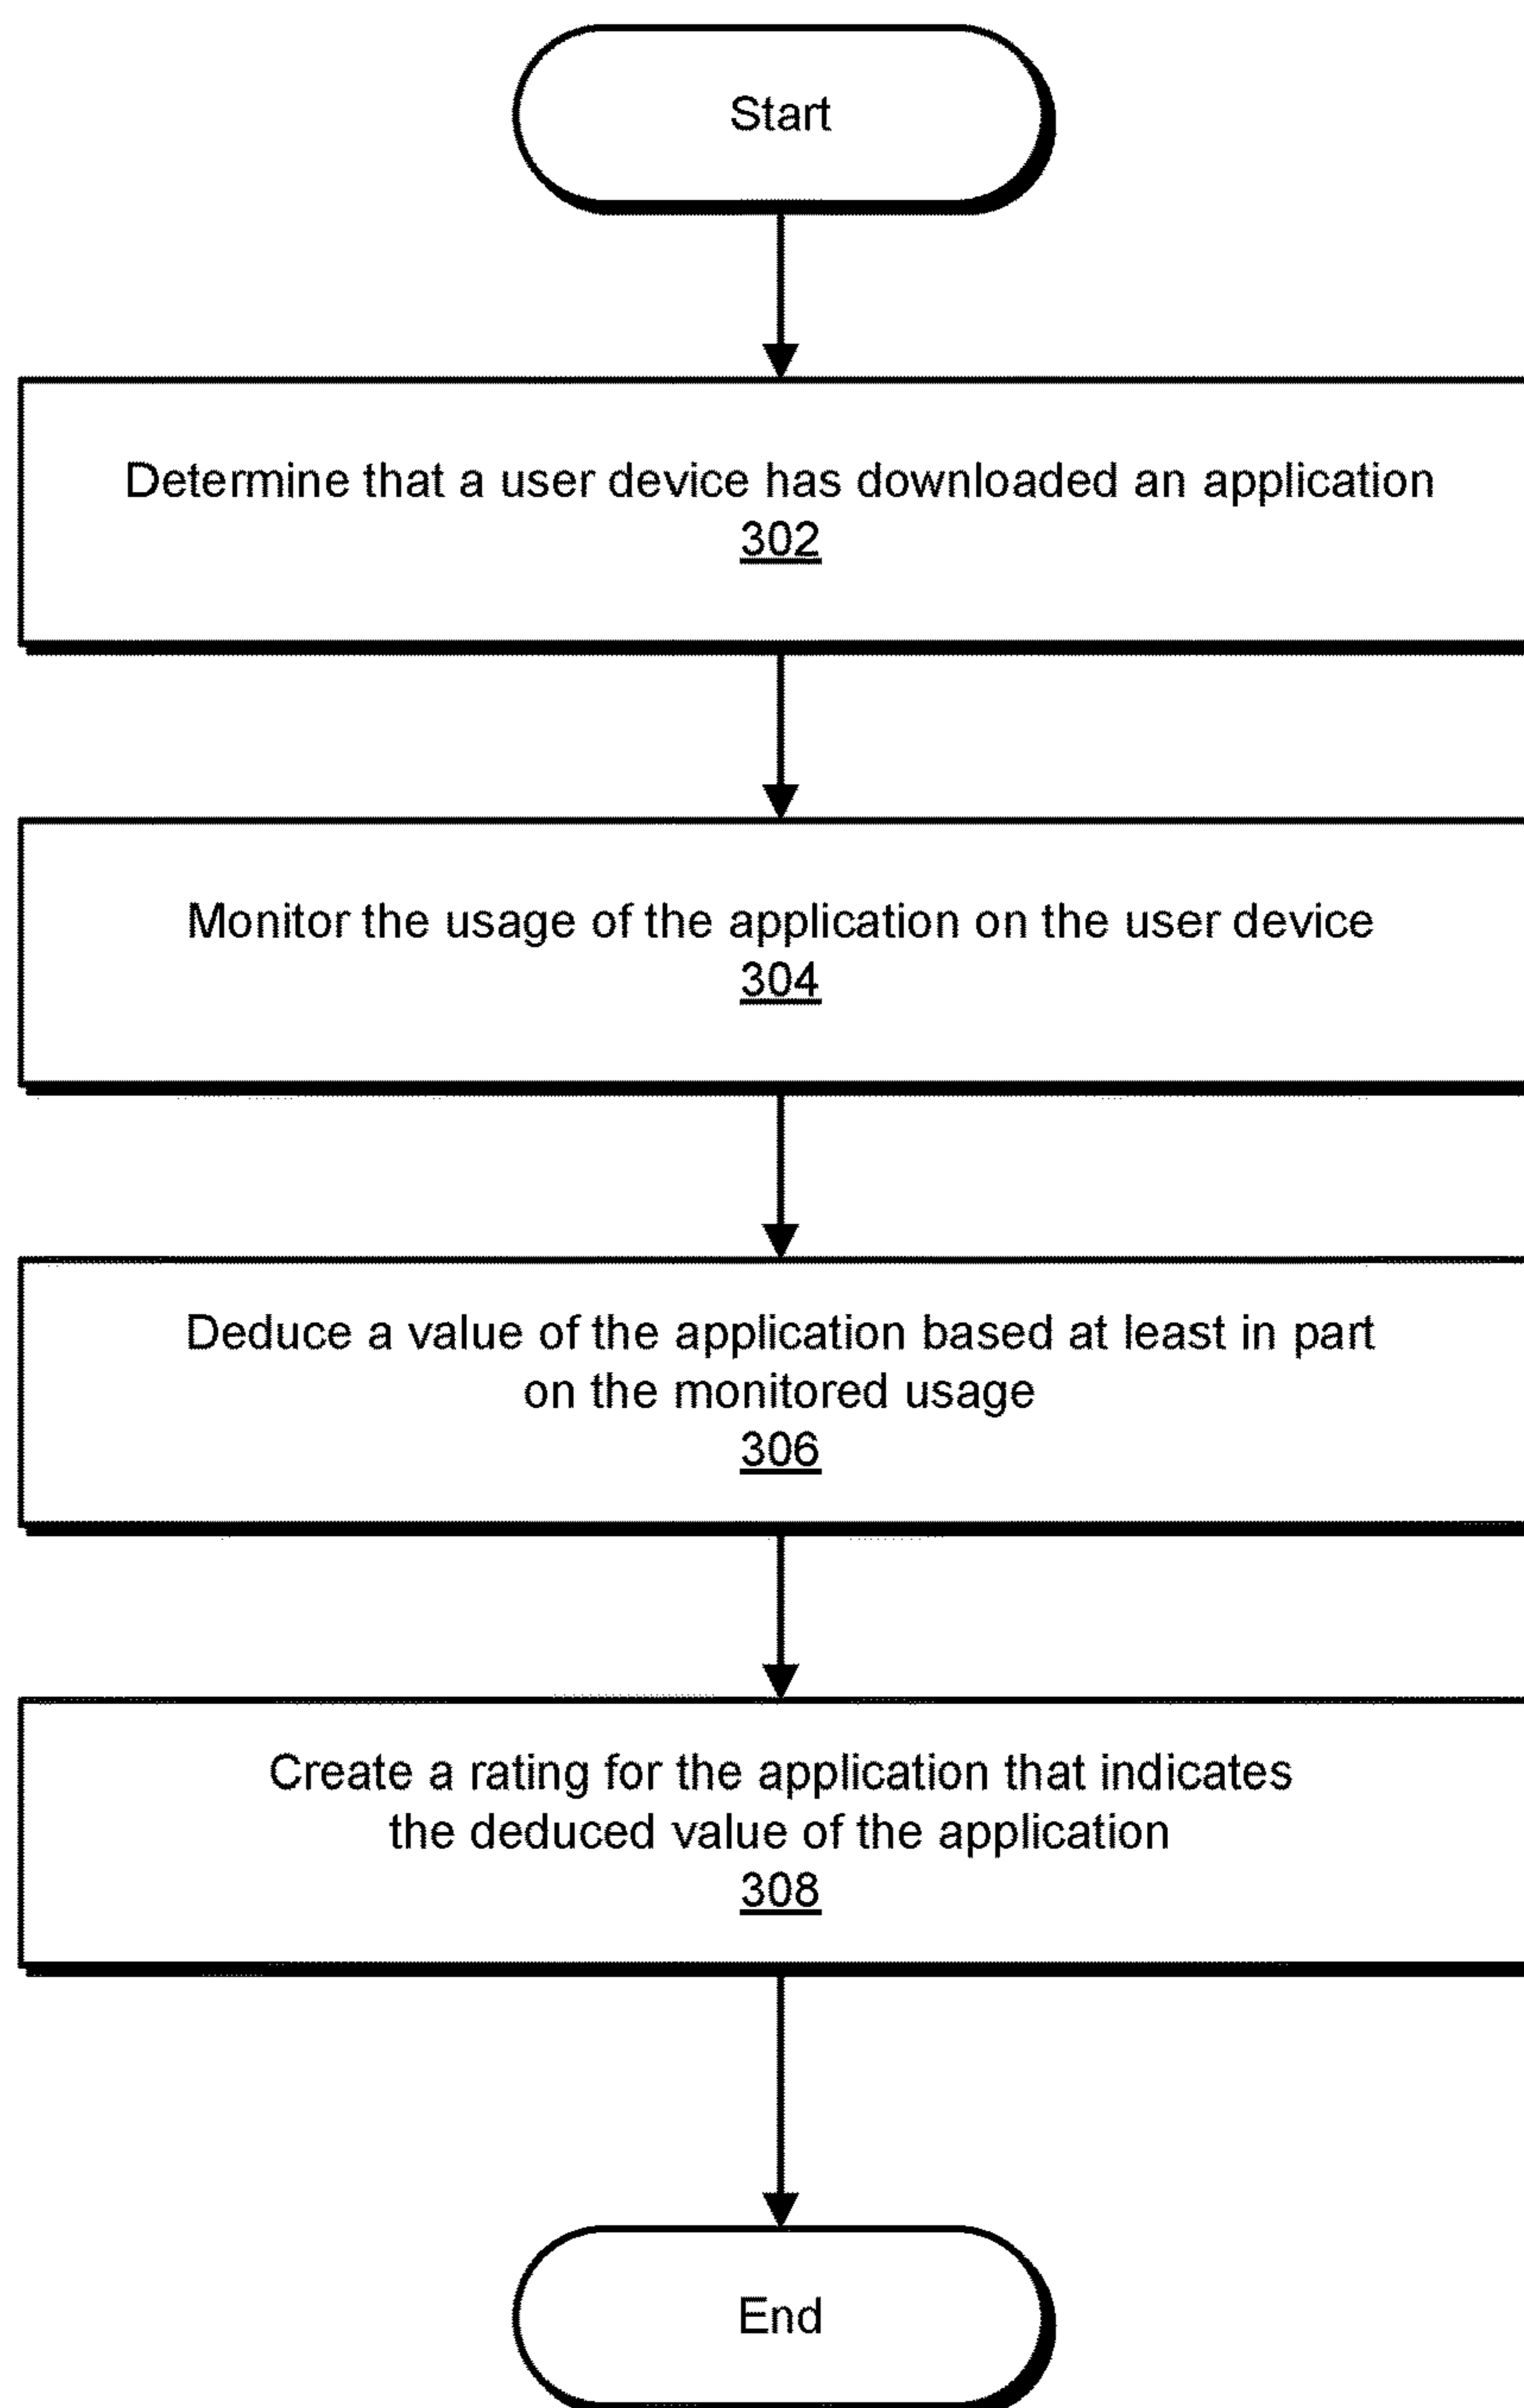 Start
Determine that a user device has downloaded an application
302
Monitor the usage of the application on the user device
304
Deduce a value of the application based at least in part
on the monitored usage
306
Create a rating for the application that indicates
the deduced value of the application
308
End